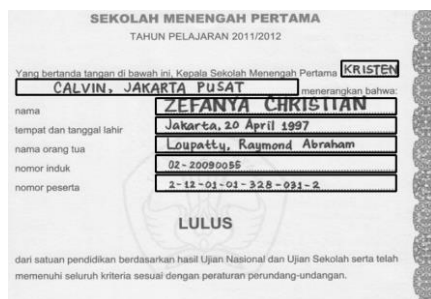 SEKOLAH MENENGAH PERTAMA
TAHUN PELAJARAN 2011/2012
Yang bertanda tangan di bawah ini, Kepala Sekolah Menengah Pertama KRISTEN
CALVIN, JAKARTA PUSAT menerangkan bahwa:
nama ZEFANYA CHRISTIAN
tempat dan tanggal lahir Jakarta, 20 April 1997
nama orang tua Loupatty, Raymond Abraham
nomor induk 02-20090056
nomor peserta 2-12-01-01-328-031-2
LULUS
dari satuan pendidikan berdasarkan hasil Ujian Nasional dan Ujian Sekolah serta telah
memenuhi seluruh kriteria sesuai dengan peraturan perundang-undangan.